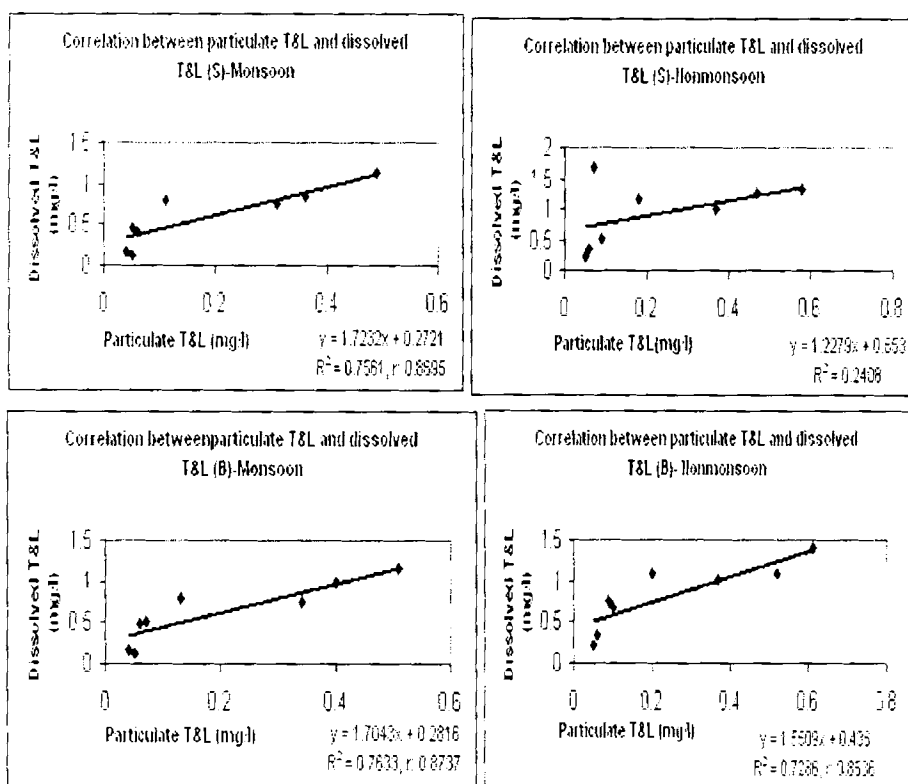 Correlation between particulate T&L and dissolved
T&L (S)-Monsoon
Dissolved T&L
(mg/l)
1.5
1
0.5
0
0
0.2
0.4
0.6
Particulate T&L (mg/l)
y = 1.7232x + 0.2721
R² = 0.7561, r: 0.8695
Correlation between particulate T&L and dissolved
T&L (S)-Nonmonsoon
Dissolved T&L
(mg/l)
2
1.5
1
0.5
0
0
0.2
0.4
0.6
0.8
Particulate T&L(mg/l)
y = 1.2279x + 0.653
R² = 0.2408
Correlation betweenparticulate T&L and dissolved
T&L (B)-Monsoon
Dissolved T&L
(mg/l)
1.5
1
0.5
0
0
0.2
0.4
0.6
Particulate T&L (mg/l)
y = 1.7043x + 0.2816
R² = 0.7633, r: 0.8737
Correlation between particulate T&L and dissolved
T&L (B)- Nonmonsoon
Dissolved T&L
(mg/l)
1.5
1
0.5
0
0
0.2
0.4
0.6
0.8
Particulate T&L (mg/l)
y = 1.5509x + 0.435
R² = 0.7286, r: 0.8536